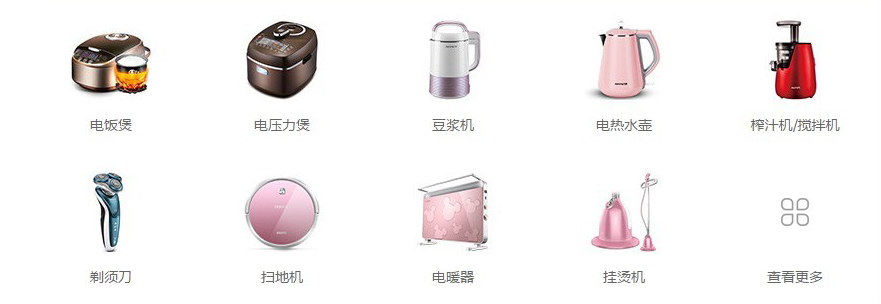 电饭煲
电压力煲
豆浆机
电热水壶
榨汁机/搅拌机
剃须刀
扫地机
电暖器
挂烫机
查看更多